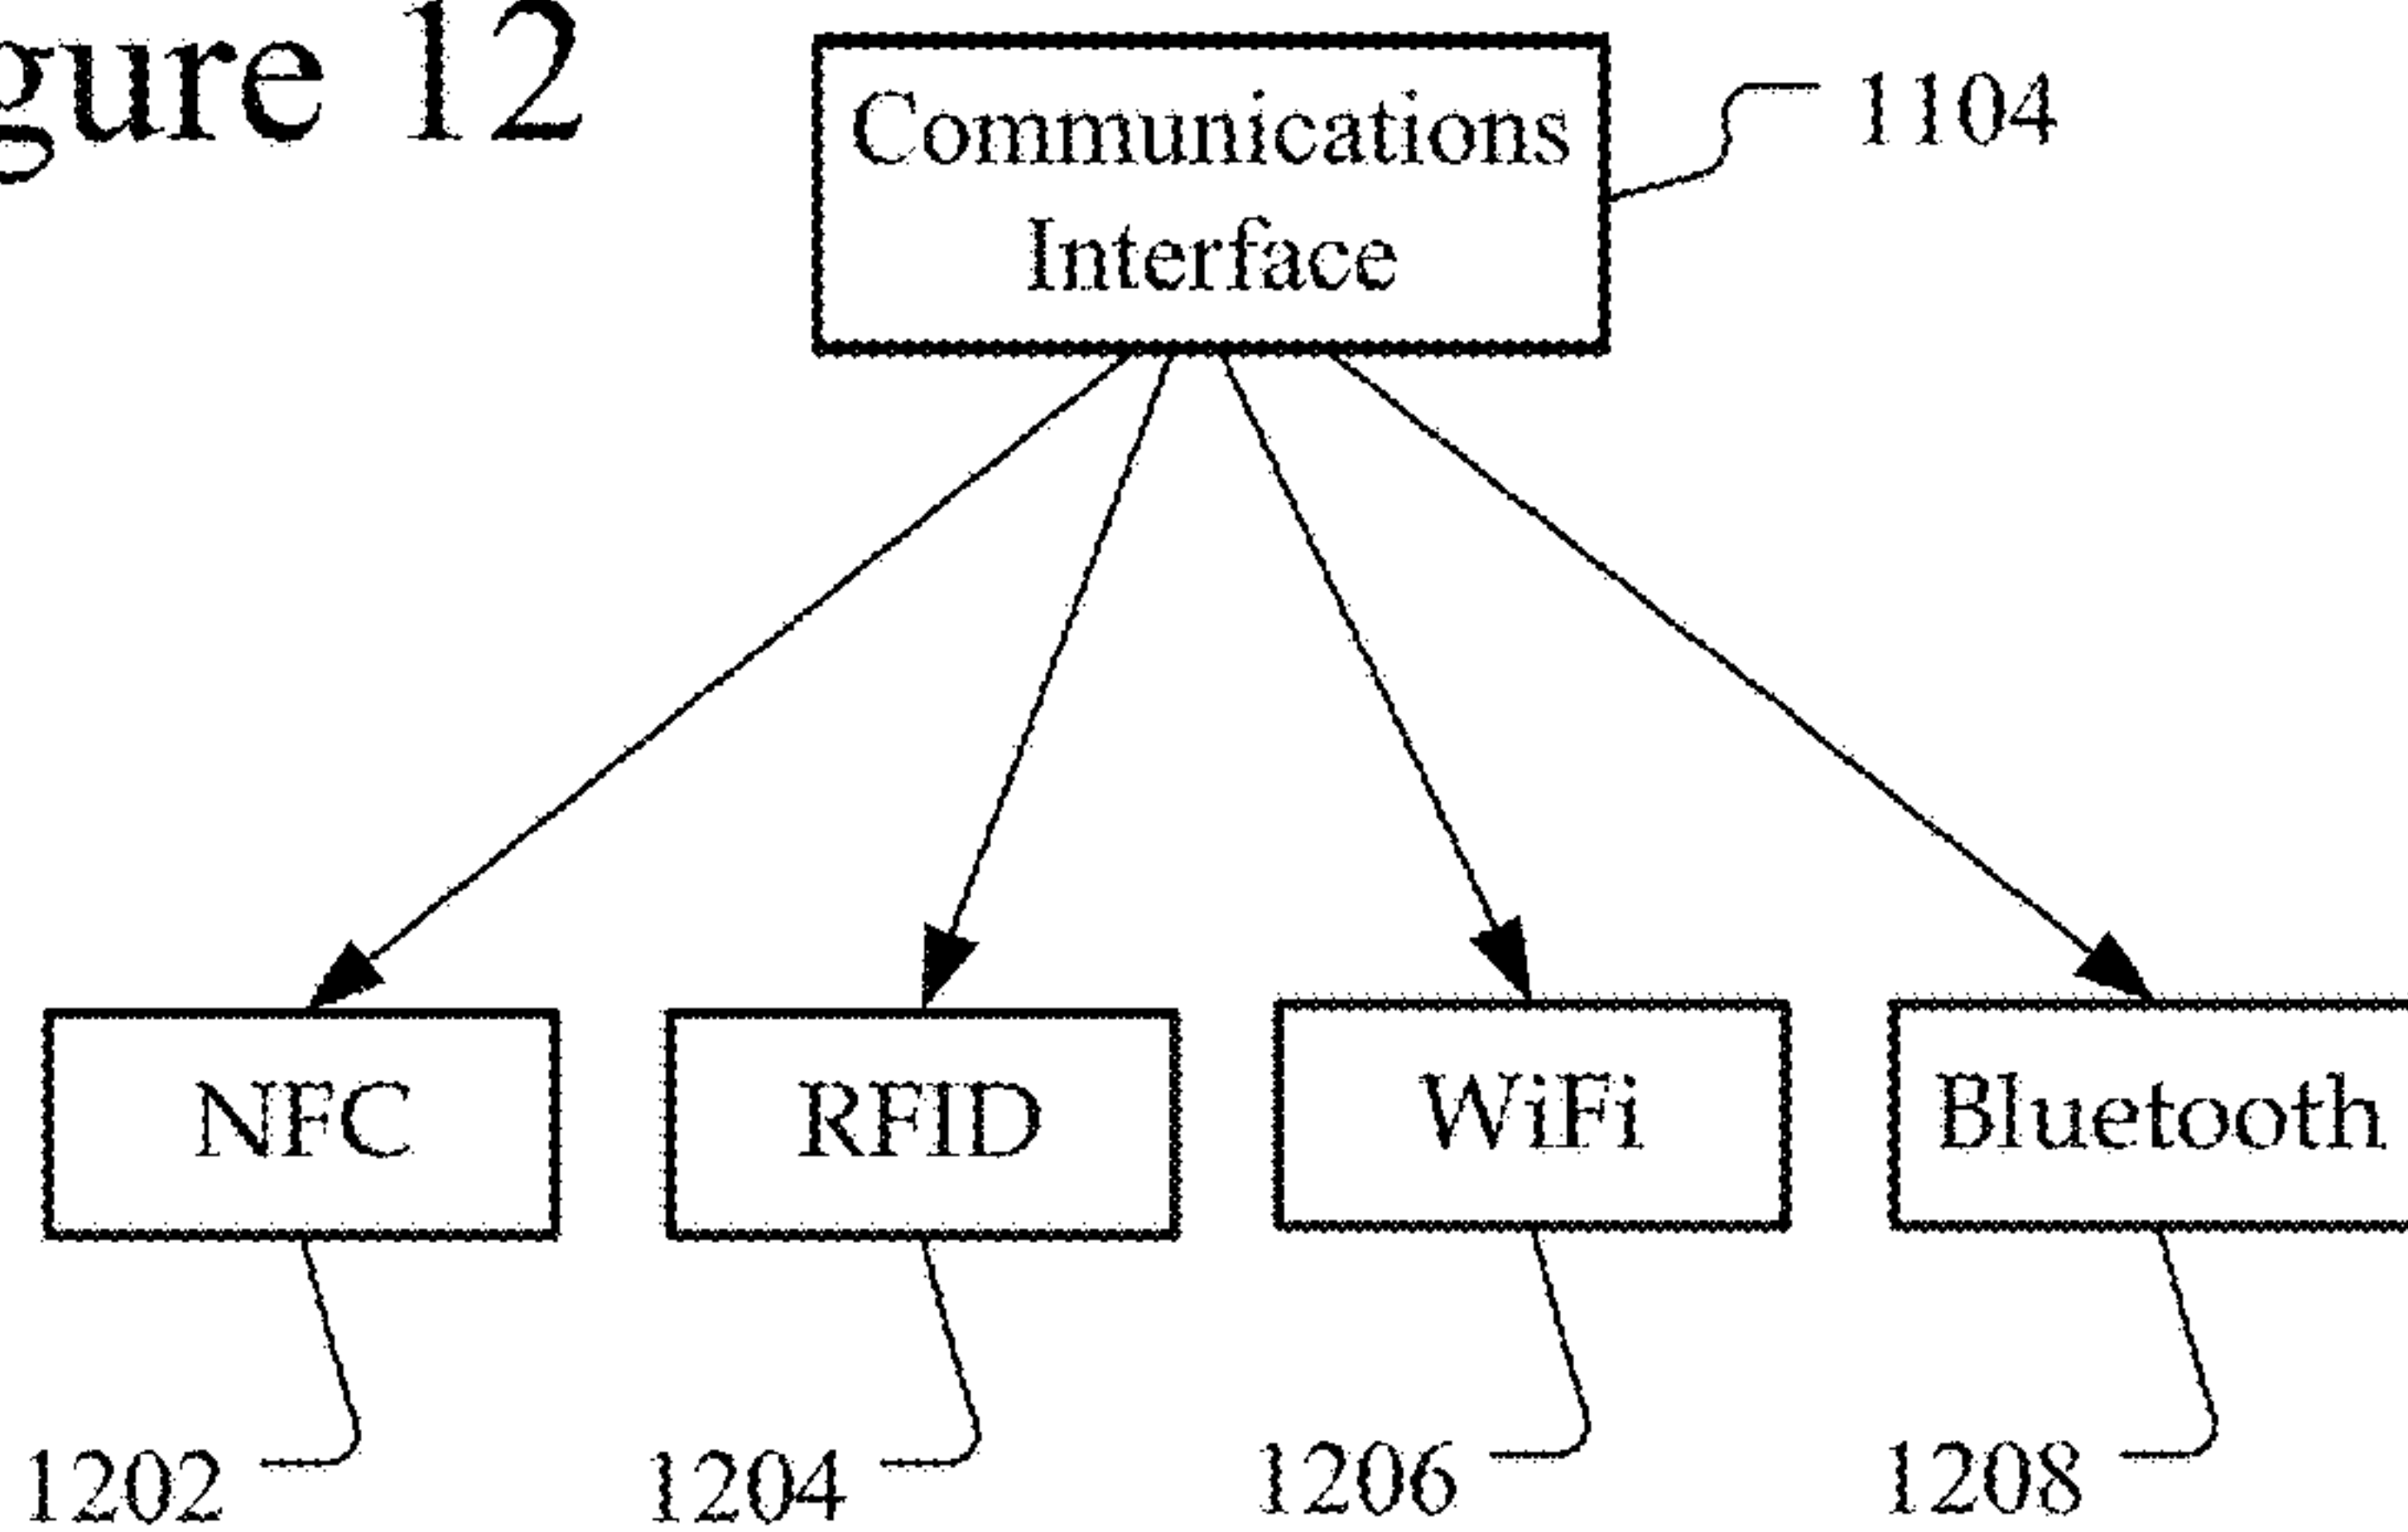 gure 12
Communications
Interface
1104
NFC
RFID
WiFi
Bluetooth
1202
1204
1206
1208